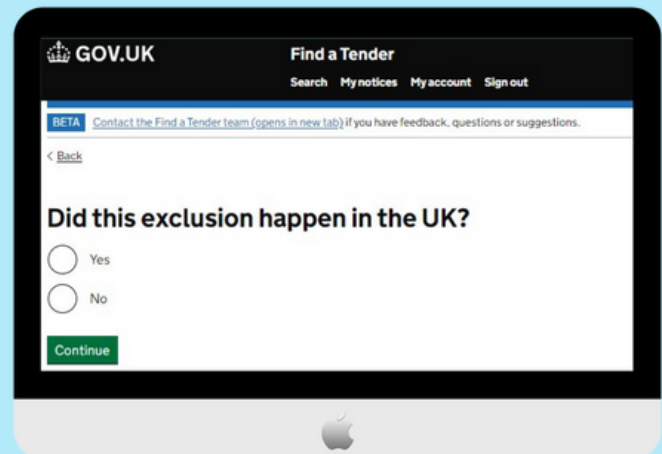 GOV.UK
Find a Tender
Search My notices My account Sign out
BETA Contact the Find a Tender team (opens in new tab) if you have feedback, questions or suggestions.
< Back
Did this exclusion happen in the UK?
Yes
No
Continue